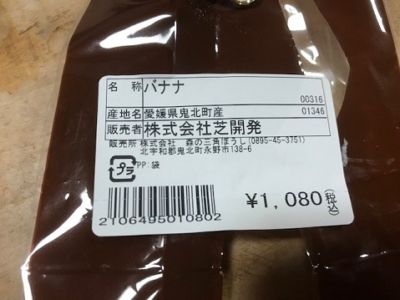 名 称 バナナ
00316
産地名 愛媛県鬼北町産 01346
販売者 株式会社芝開発
販売所 株式会社 森の三角ぼうし(0895-45-3751)
北宇和郡鬼北町永野市138-6
プラ PP:袋
¥1,080(税込)
2106495010802